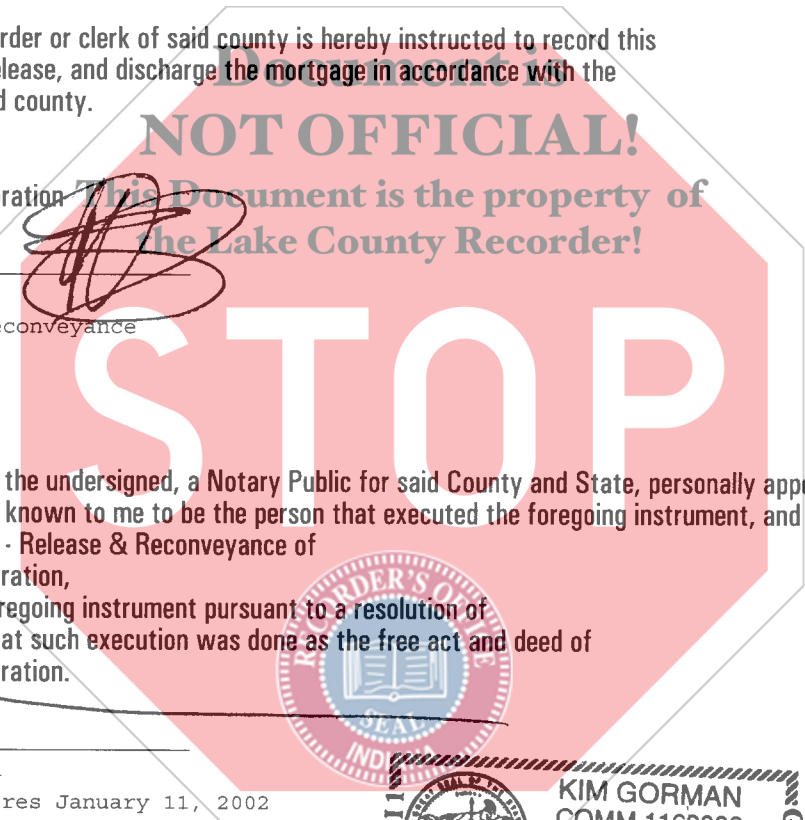 rder or clerk of said county is hereby instructed to record this
elease, and discharge the mortgage in accordance with the
d county.
Document is
NOT OFFICIAL!
This Document is the property of
the Lake County Recorder!
ration
econveyance
STOP
the undersigned, a Notary Public for said County and State, personally appe
known to me to be the person that executed the foregoing instrument, and
- Release & Reconveyance of
ration,
regoing instrument pursuant to a resolution of
at such execution was done as the free act and deed of
ration.
RECORDER'S OFFICE
SEAL
INDIANA
res January 11, 2002
KIM GORMAN